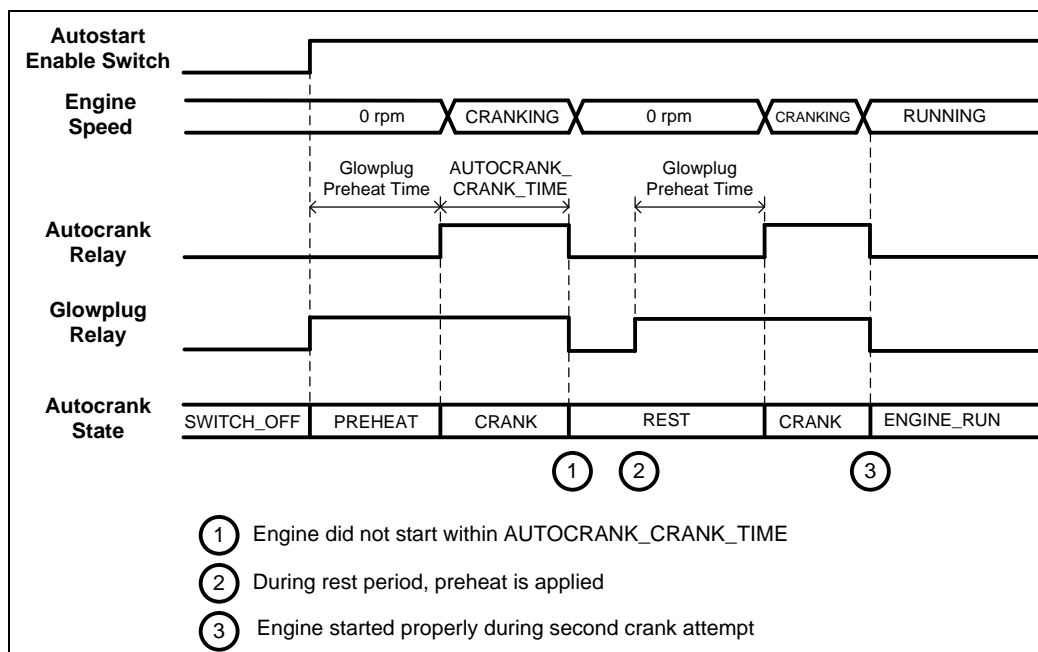 Autostart
Enable Switch
Engine
Speed
0 rpm
CRANKING
0 rpm
CRANKING
RUNNING
Glowplug
Preheat Time
AUTOCRANK_
CRANK_TIME
Glowplug
Preheat Time
Autocrank
Relay
Glowplug
Relay
Autocrank
State
SWITCH_OFF
PREHEAT
CRANK
REST
CRANK
ENGINE_RUN
1
2
3
1 Engine did not start within AUTOCRANK_CRANK_TIME
2 During rest period, preheat is applied
3 Engine started properly during second crank attempt